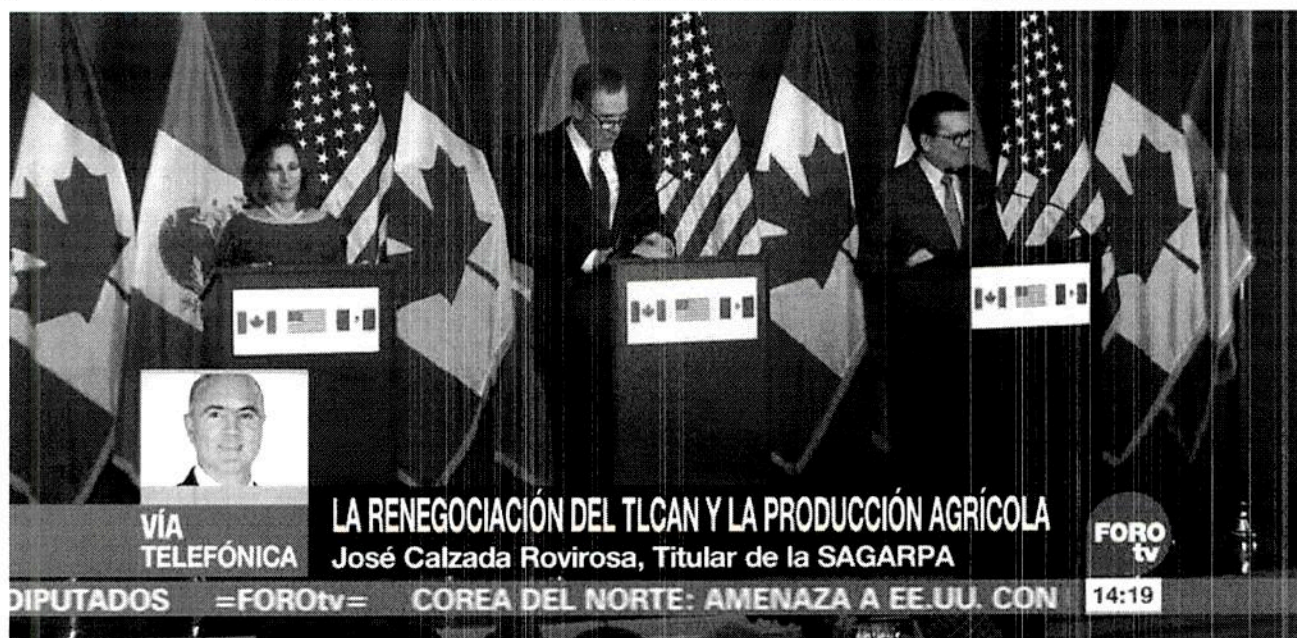 VÍA
TELEFÓNICA
LA RENEGOCIACIÓN DEL TLCAN Y LA PRODUCCIÓN AGRÍCOLA
José Calzada Rovirosa, Titular de la SAGARPA
FORO
tv
DIPUTADOS =FOROtv= COREA DEL NORTE: AMENAZA A EE.UU. CON
14:19